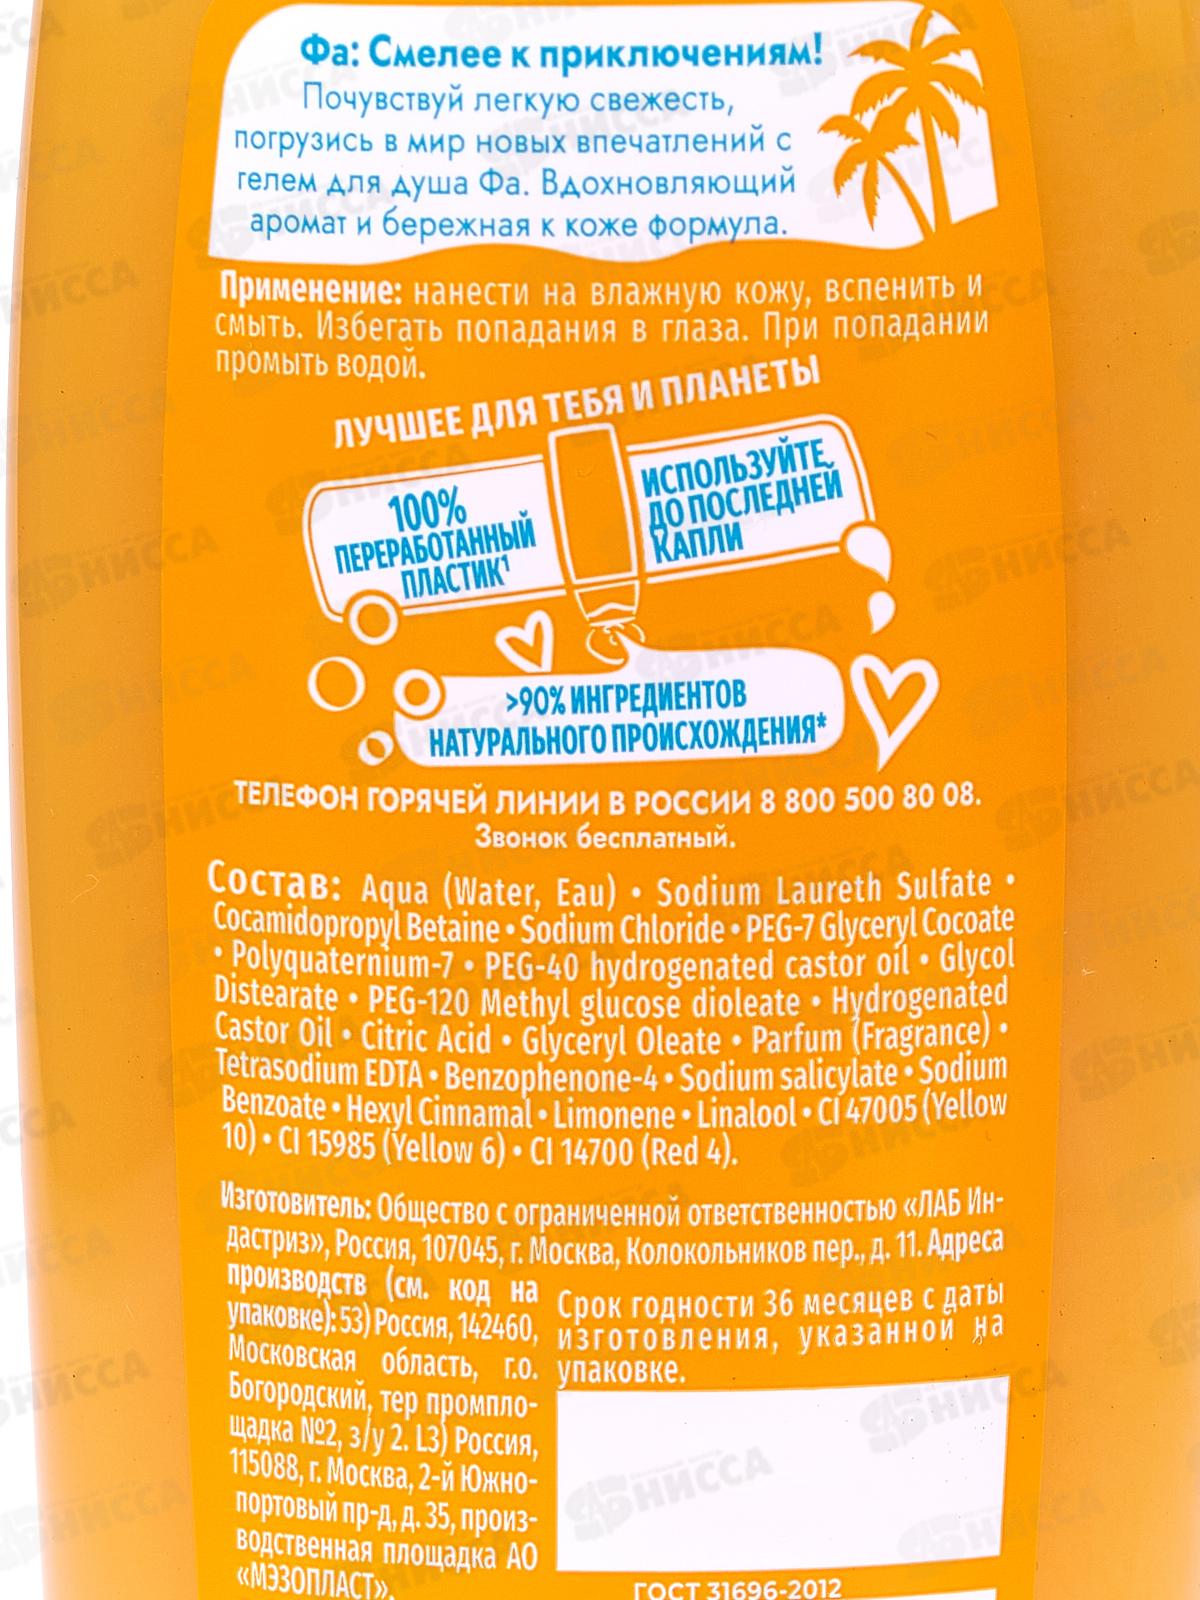 Фа: Смелее к приключениям!
Почувствуй легкую свежесть,
погрузись в мир новых впечатлений с
гелем для душа Фа. Вдохновляющий
аромат и бережная к коже формула.
Применение: нанести на влажную кожу, вспенить и
смыть. Избегать попадания в глаза. При попадании
промыть водой.
ЛУЧШЕЕ ДЛЯ ТЕБЯ И ПЛАНЕТЫ
100%
ПЕРЕРАБОТАННЫЙ
ПЛАСТИК¹
ИСПОЛЬЗУЙТЕ
ДО ПОСЛЕДНЕЙ
КАПЛИ
>90% ИНГРЕДИЕНТОВ
НАТУРАЛЬНОГО ПРОИСХОЖДЕНИЯ*
ТЕЛЕФОН ГОРЯЧЕЙ ЛИНИИ В РОССИИ 8 800 500 80 08.
Звонок бесплатный.
Состав: Aqua (Water, Eau) • Sodium Laureth Sulfate •
Cocamidopropyl Betaine • Sodium Chloride • PEG-7 Glyceryl Cocoate
• Polyquaternium-7 • PEG-40 hydrogenated castor oil • Glycol
Distearate • PEG-120 Methyl glucose dioleate • Hydrogenated
Castor Oil • Citric Acid • Glyceryl Oleate • Parfum (Fragrance) •
Tetrasodium EDTA • Benzophenone-4 • Sodium salicylate • Sodium
Benzoate • Hexyl Cinnamal • Limonene • Linalool • CI 47005 (Yellow
10) • CI 15985 (Yellow 6) • CI 14700 (Red 4).
Изготовитель: Общество с ограниченной ответственностью «ЛАБ Ин-
дастриз», Россия, 107045, г. Москва, Колокольников пер., д. 11. Адреса
производств (см. код на
упаковке): 53) Россия, 142460,
Московская область, г.о.
Богородский, тер промпло-
щадка №2, з/у 2. L3) Россия,
115088, г. Москва, 2-й Южно-
портовый пр-д, д. 35, произ-
водственная площадка АО
«МЭЗОПЛАСТ».
Срок годности 36 месяцев с даты
изготовления, указанной на
упаковке.
ГОСТ 31696-2012